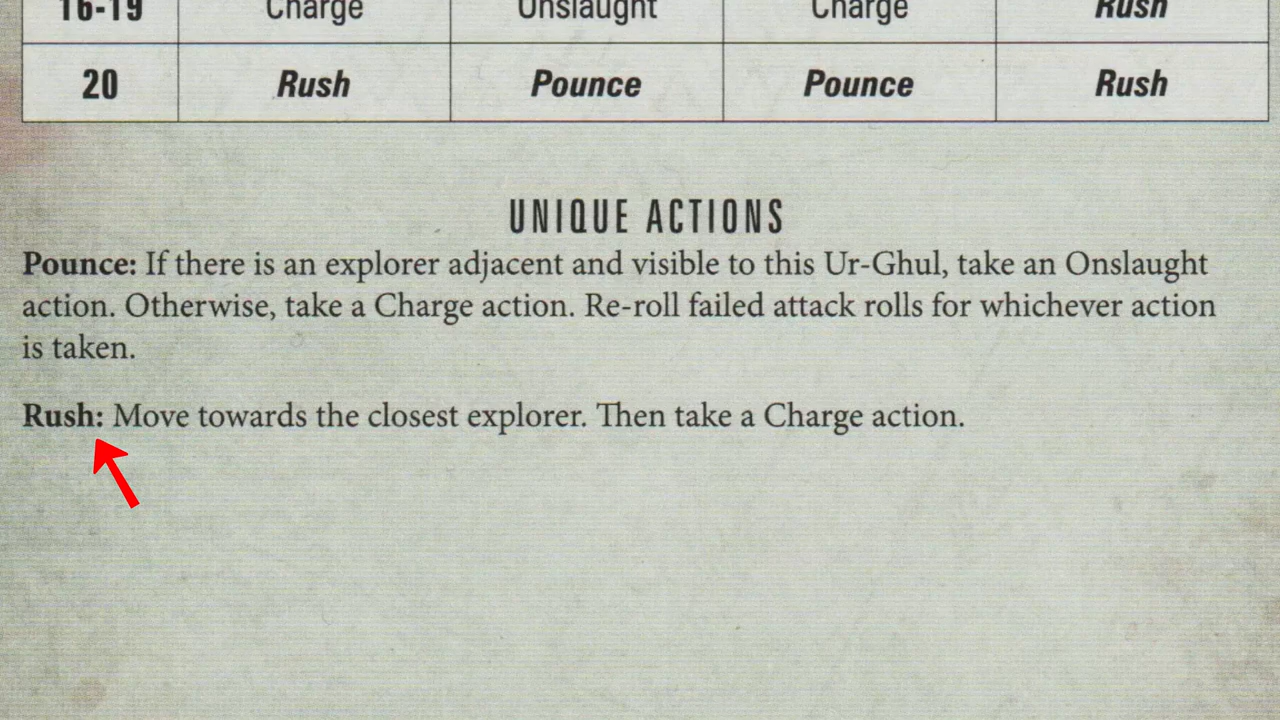 16-19 Charge Onslaught Charge Rush
20 Rush Pounce Pounce Rush
UNIQUE ACTIONS
Pounce: If there is an explorer adjacent and visible to this Ur-Ghul, take an Onslaught
action. Otherwise, take a Charge action. Re-roll failed attack rolls for whichever action
is taken.
Rush: Move towards the closest explorer. Then take a Charge action.